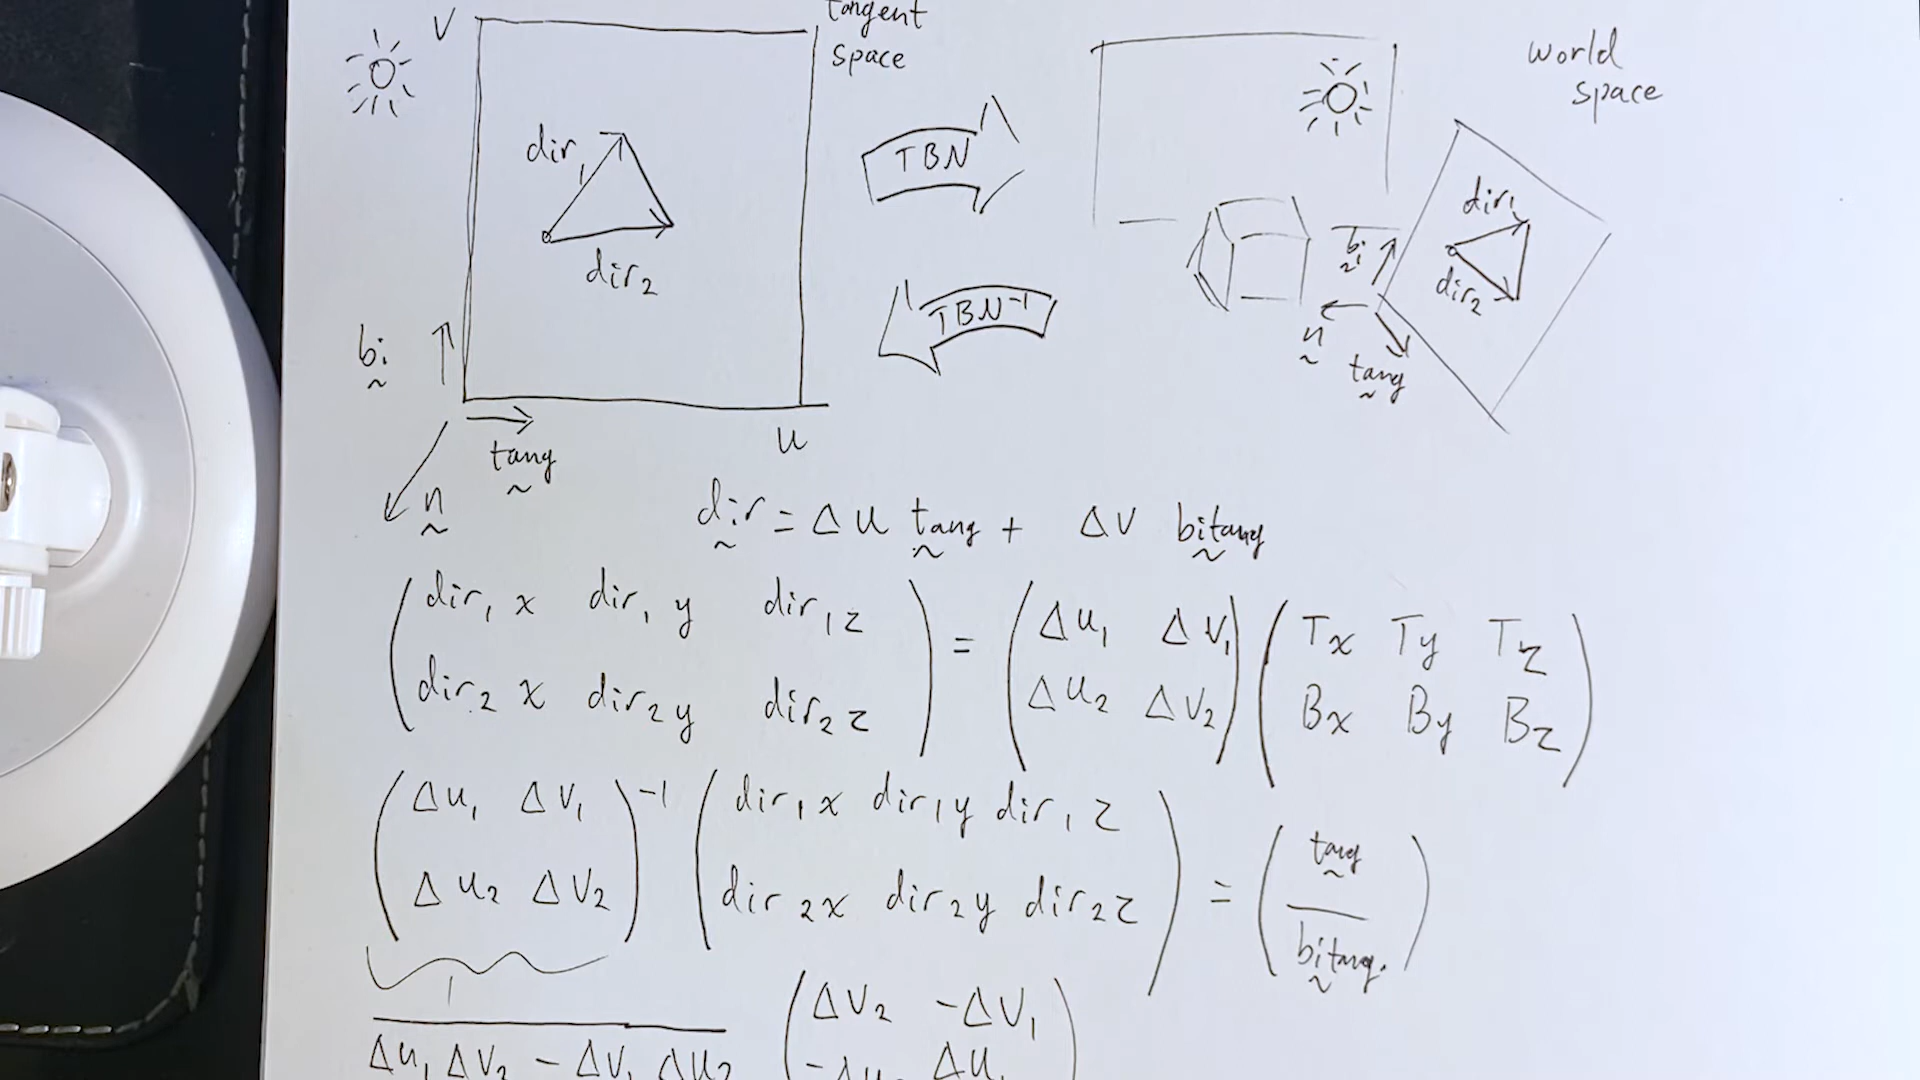 V
tangent
space
world
space
dir₁
dir₂
TBN
TBN⁻¹
dir₁
dir₂
bi
n
tang
bi
tang
u
n
dir = Δu tang + ΔV bitang
( dir₁x dir₁y dir₁z ) = ( Δu₁ ΔV₁ ) ( Tx Ty Tz )
( dir₂x dir₂y dir₂z ) ( Δu₂ ΔV₂ ) ( Bx By Bz )
( Δu₁ ΔV₁ )⁻¹ ( dir₁x dir₁y dir₁z ) = ( tang )
( Δu₂ ΔV₂ ) ( dir₂x dir₂y dir₂z ) ( bitang. )
1
Δu₁ΔV₂ - ΔV₁Δu₂
( ΔV₂ -ΔV₁ )
( -Δu₂ Δu₁ )